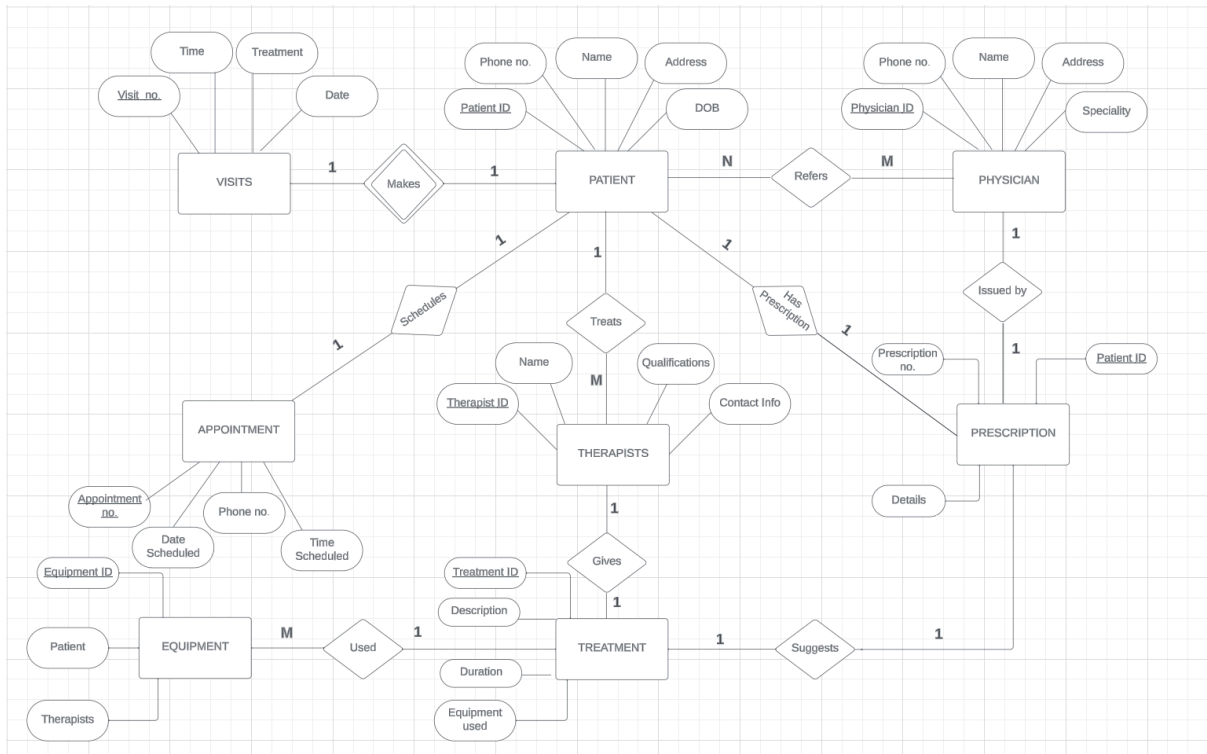 Time
Treatment
Visit_no.
Date
VISITS
1
Makes
1
Phone no.
Name
Address
Patient ID
DOB
PATIENT
N
Refers
M
Phone no.
Name
Address
Physician ID
Speciality
PHYSICIAN
1
Issued by
1
1
Schedules
1
1
Treats
M
1
Has
Prescription
1
Prescription
no.
Patient ID
PRESCRIPTION
Details
Name
Qualifications
Therapist ID
Contact Info
THERAPISTS
APPOINTMENT
Appointment
no.
Date
Scheduled
Phone no.
Time
Scheduled
1
Gives
1
Equipment ID
Patient
Therapists
EQUIPMENT
M
Used
1
Treatment ID
Description
Duration
Equipment
used
TREATMENT
1
Suggests
1